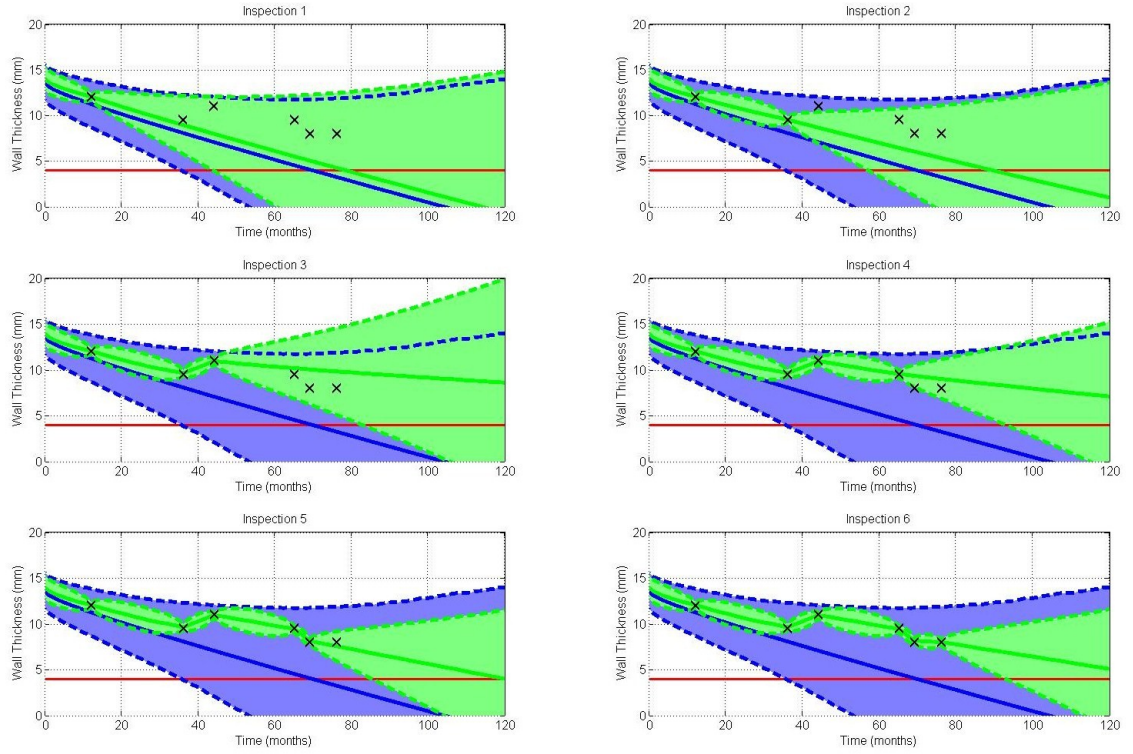 Inspection 1
20
15
10
5
0
Wall Thickness (mm)
0 20 40 60 80 100 120
Time (months)
Inspection 2
20
15
10
5
0
Wall Thickness (mm)
0 20 40 60 80 100 120
Time (months)
Inspection 3
20
15
10
5
0
Wall Thickness (mm)
0 20 40 60 80 100 120
Time (months)
Inspection 4
20
15
10
5
0
Wall Thickness (mm)
0 20 40 60 80 100 120
Time (months)
Inspection 5
20
15
10
5
0
Wall Thickness (mm)
0 20 40 60 80 100 120
Time (months)
Inspection 6
20
15
10
5
0
Wall Thickness (mm)
0 20 40 60 80 100 120
Time (months)